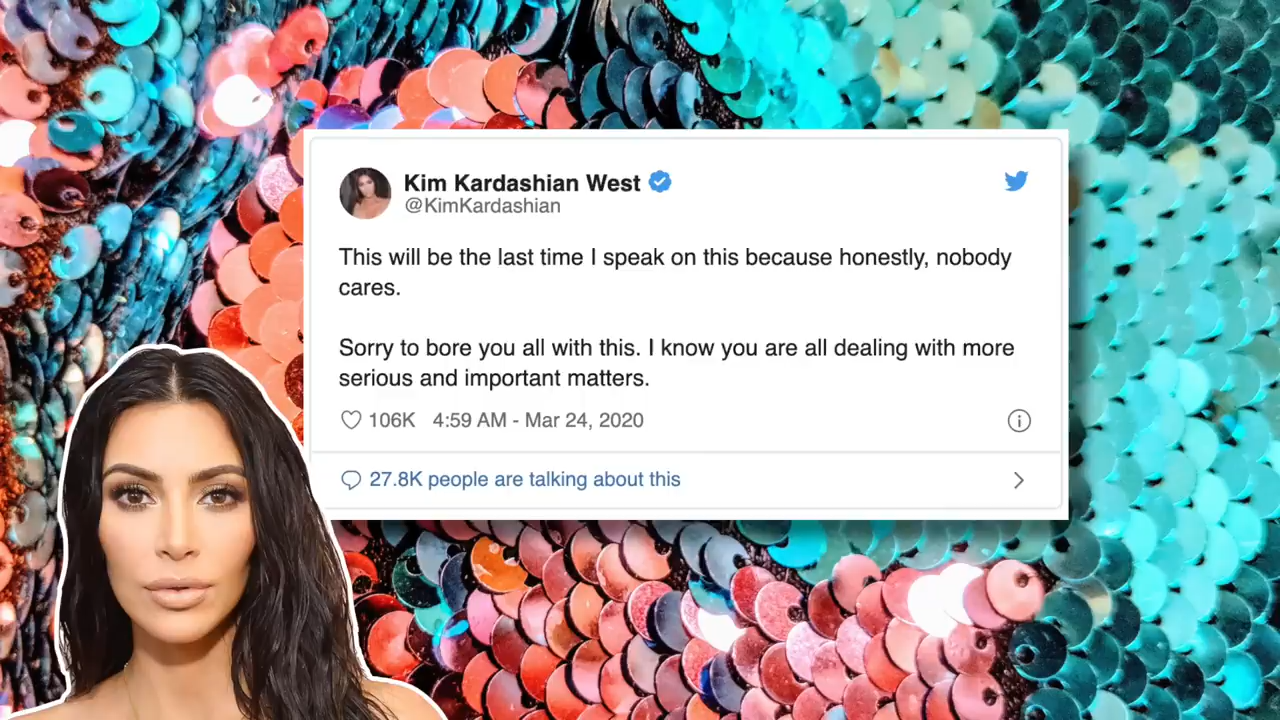 Kim Kardashian West
@KimKardashian
This will be the last time I speak on this because honestly, nobody
cares.
Sorry to bore you all with this. I know you are all dealing with more
serious and important matters.
106K 4:59 AM - Mar 24, 2020
27.8K people are talking about this